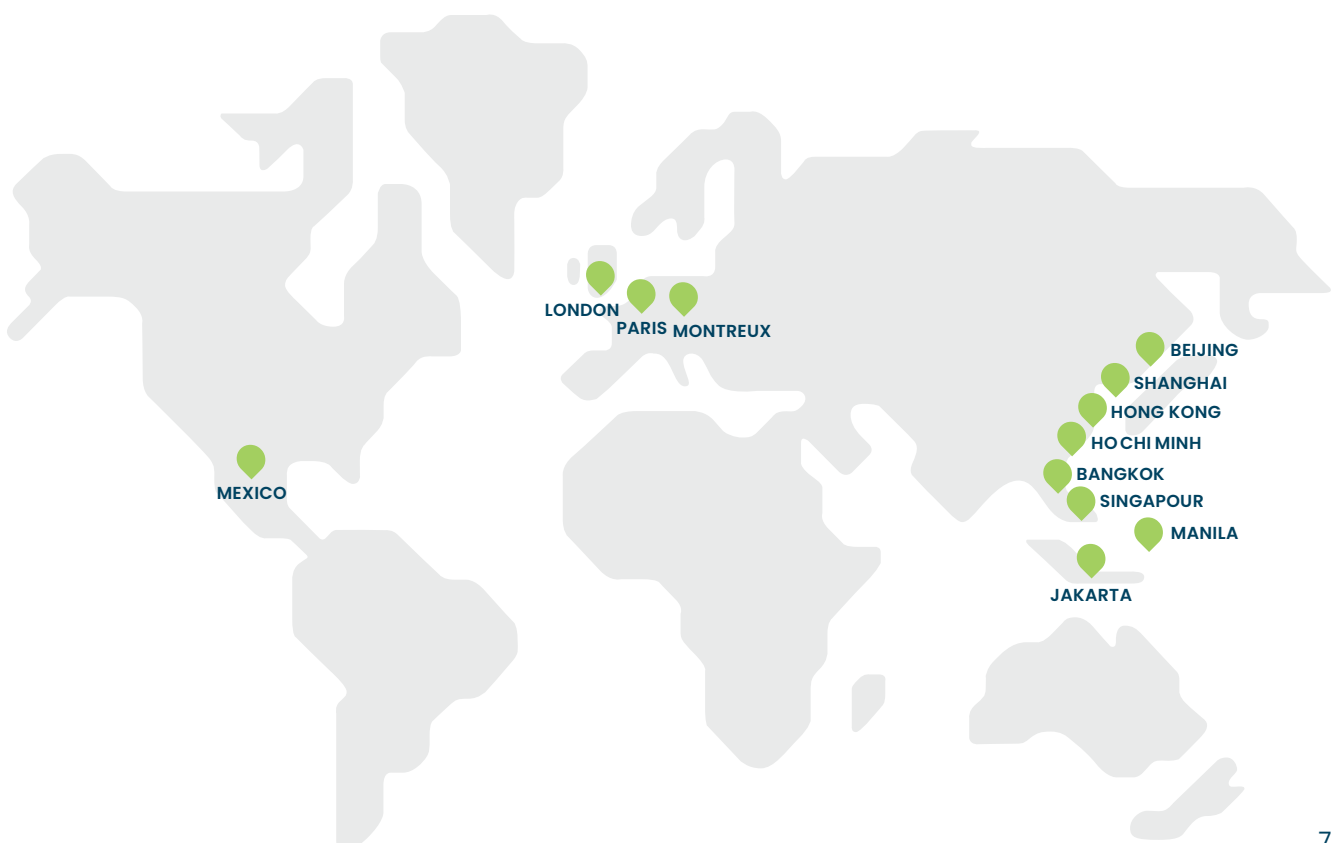 LONDON
PARIS
MONTREUX
BEIJING
SHANGHAI
HONG KONG
HO CHI MINH
BANGKOK
MEXICO
SINGAPOUR
MANILA
JAKARTA
7